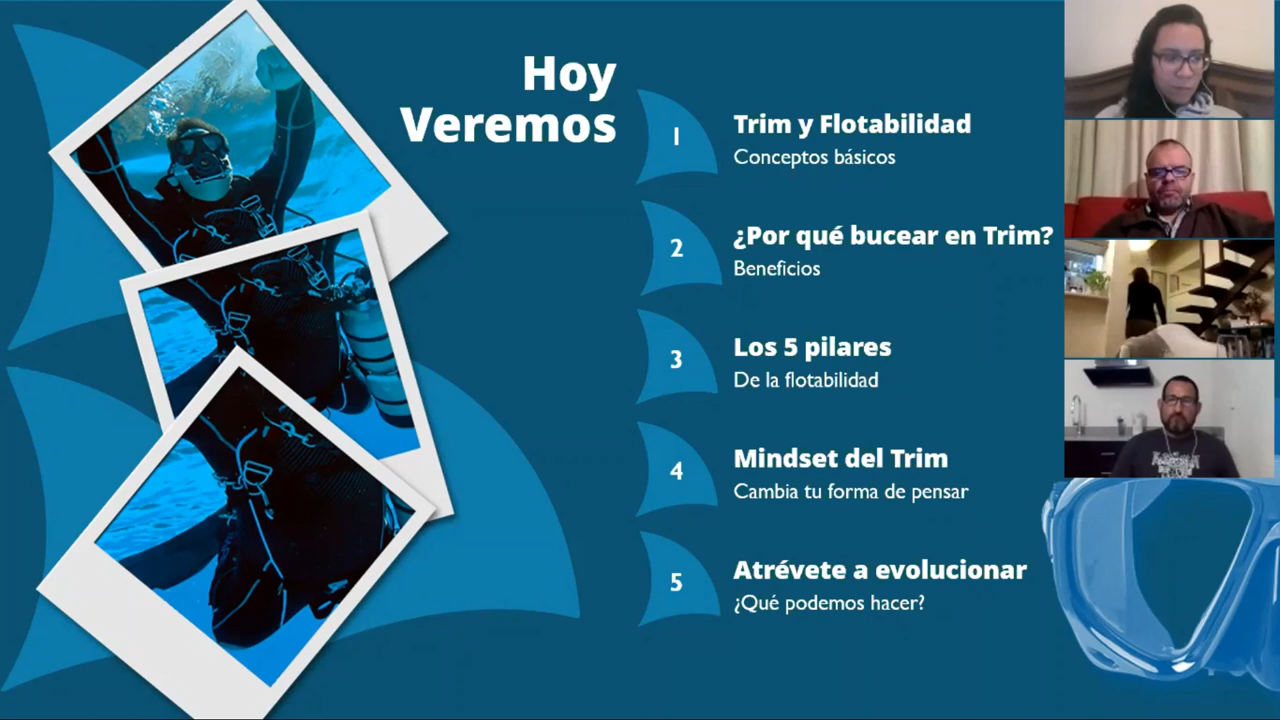 Hoy
Veremos
1
Trim y Flotabilidad
Conceptos básicos
2
¿Por qué bucear en Trim?
Beneficios
3
Los 5 pilares
De la flotabilidad
4
Mindset del Trim
Cambia tu forma de pensar
5
Atrévete a evolucionar
¿Qué podemos hacer?